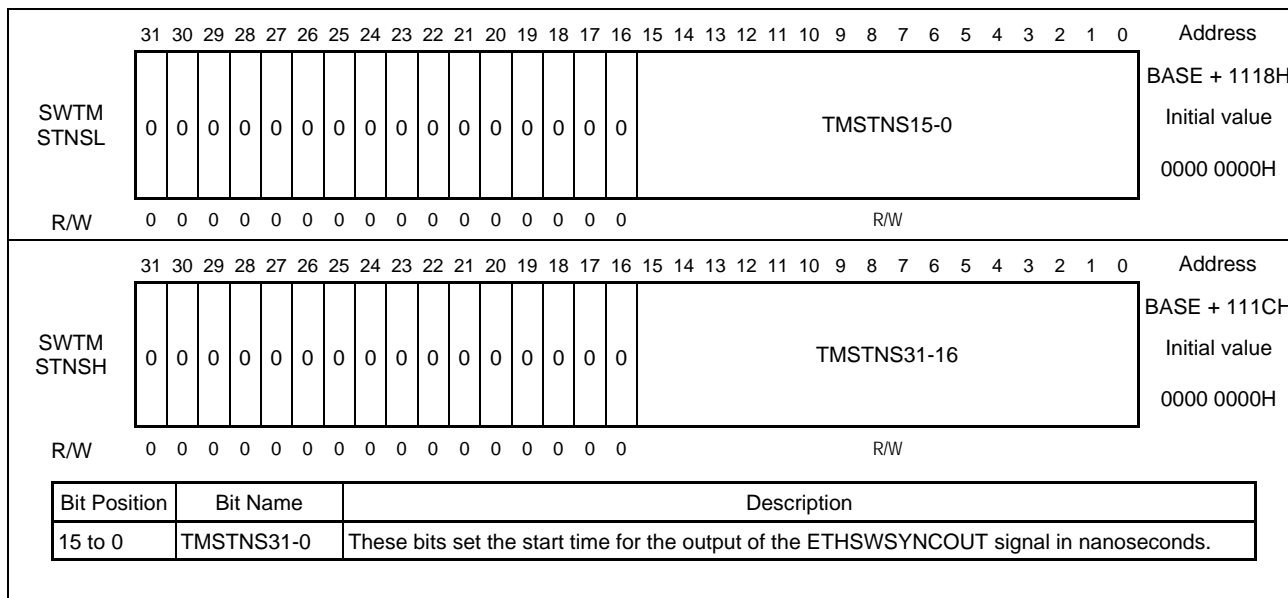 31 30 29 28 27 26 25 24 23 22 21 20 19 18 17 16 15 14 13 12 11 10 9 8 7 6 5 4 3 2 1 0 Address
BASE + 1118H
SWTM
STNSL
0 0 0 0 0 0 0 0 0 0 0 0 0 0 0 0 TMSTNS15-0
Initial value
0000 0000H
R/W 0 0 0 0 0 0 0 0 0 0 0 0 0 0 0 0 R/W
31 30 29 28 27 26 25 24 23 22 21 20 19 18 17 16 15 14 13 12 11 10 9 8 7 6 5 4 3 2 1 0 Address
BASE + 111CH
SWTM
STNSH
0 0 0 0 0 0 0 0 0 0 0 0 0 0 0 0 TMSTNS31-16
Initial value
0000 0000H
R/W 0 0 0 0 0 0 0 0 0 0 0 0 0 0 0 0 R/W
Bit Position Bit Name Description
15 to 0 TMSTNS31-0 These bits set the start time for the output of the ETHSWSYNCOUT signal in nanoseconds.